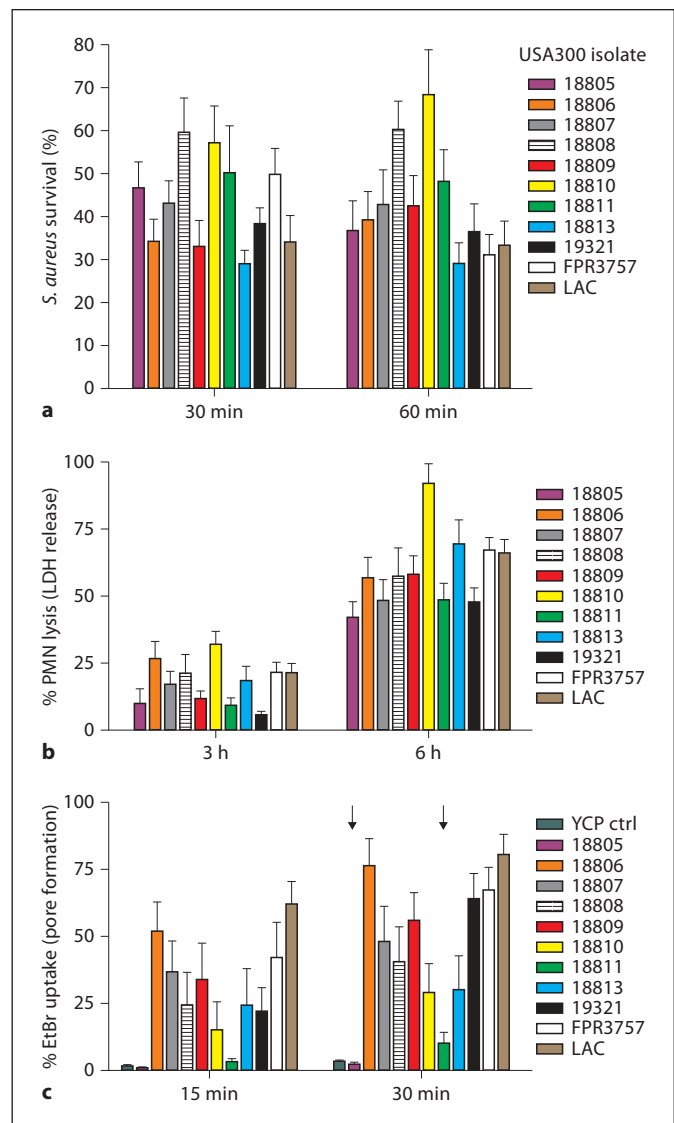 USA300 isolate
80
70
60
50
40
30
20
10
0
S. aureus survival (%)
18805
18806
18807
18808
18809
18810
18811
18813
19321
FPR3757
LAC
a
30 min
60 min
100
75
50
25
0
% PMN lysis (LDH release)
18805
18806
18807
18808
18809
18810
18811
18813
19321
FPR3757
LAC
b
3 h
6 h
100
75
50
25
0
% EtBr uptake (pore formation)
YCP ctrl
18805
18806
18807
18808
18809
18810
18811
18813
19321
FPR3757
LAC
c
15 min
30 min